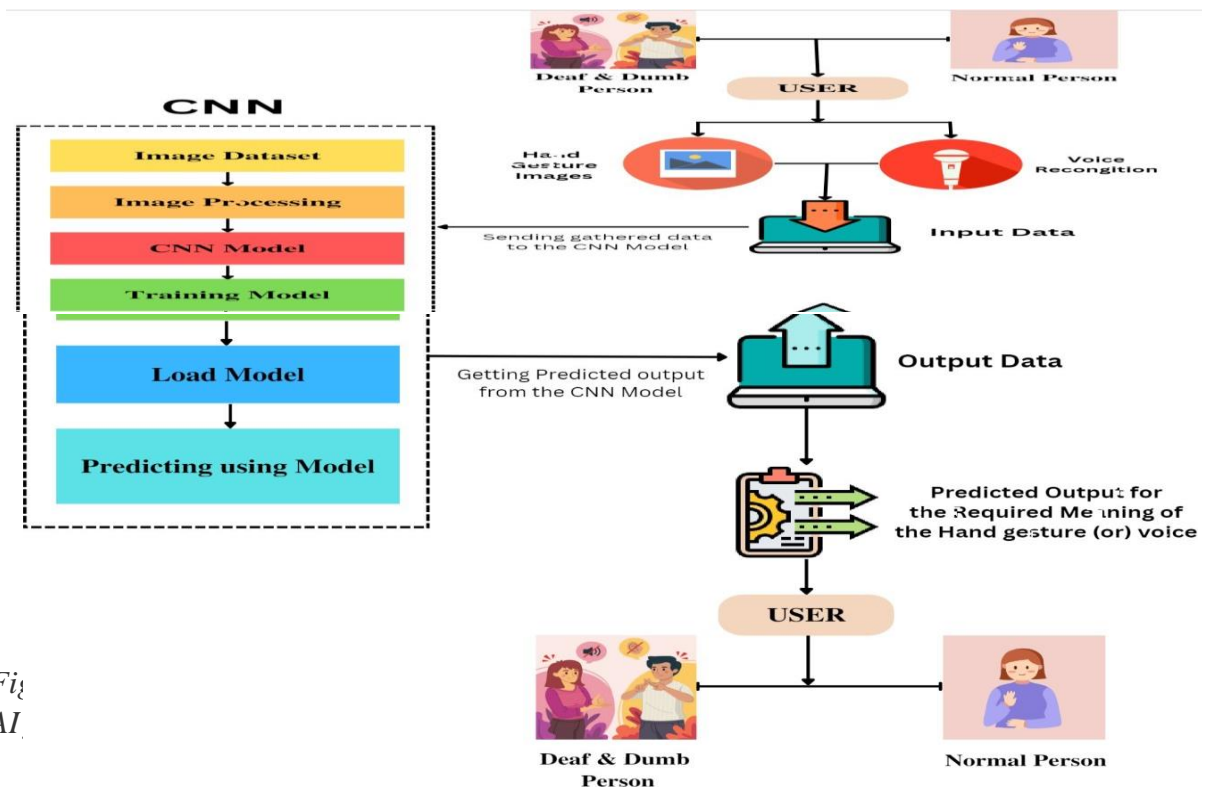 Deaf & Dumb
Person
Normal Person
USER
CNN
Image Dataset
Image Processing
CNN Model
Training Model
Load Model
Predicting using Model
Hand
Gesture
Images
Voice
Recongition
Input Data
Sending gathered data
to the CNN Model
Output Data
Getting Predicted output
from the CNN Model
Predicted Output for
the Required Meaning of
the Hand gesture (or) voice
USER
Deaf & Dumb
Person
Normal Person